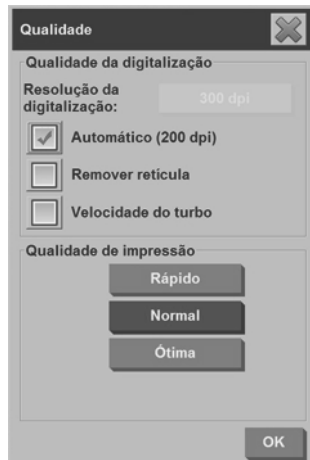 Qualidade
Qualidade da digitalização
Resolução da
digitalização:
300 dpi
Automático (200 dpi)
Remover retícula
Velocidade do turbo
Qualidade de impressão
Rápido
Normal
Ótima
OK